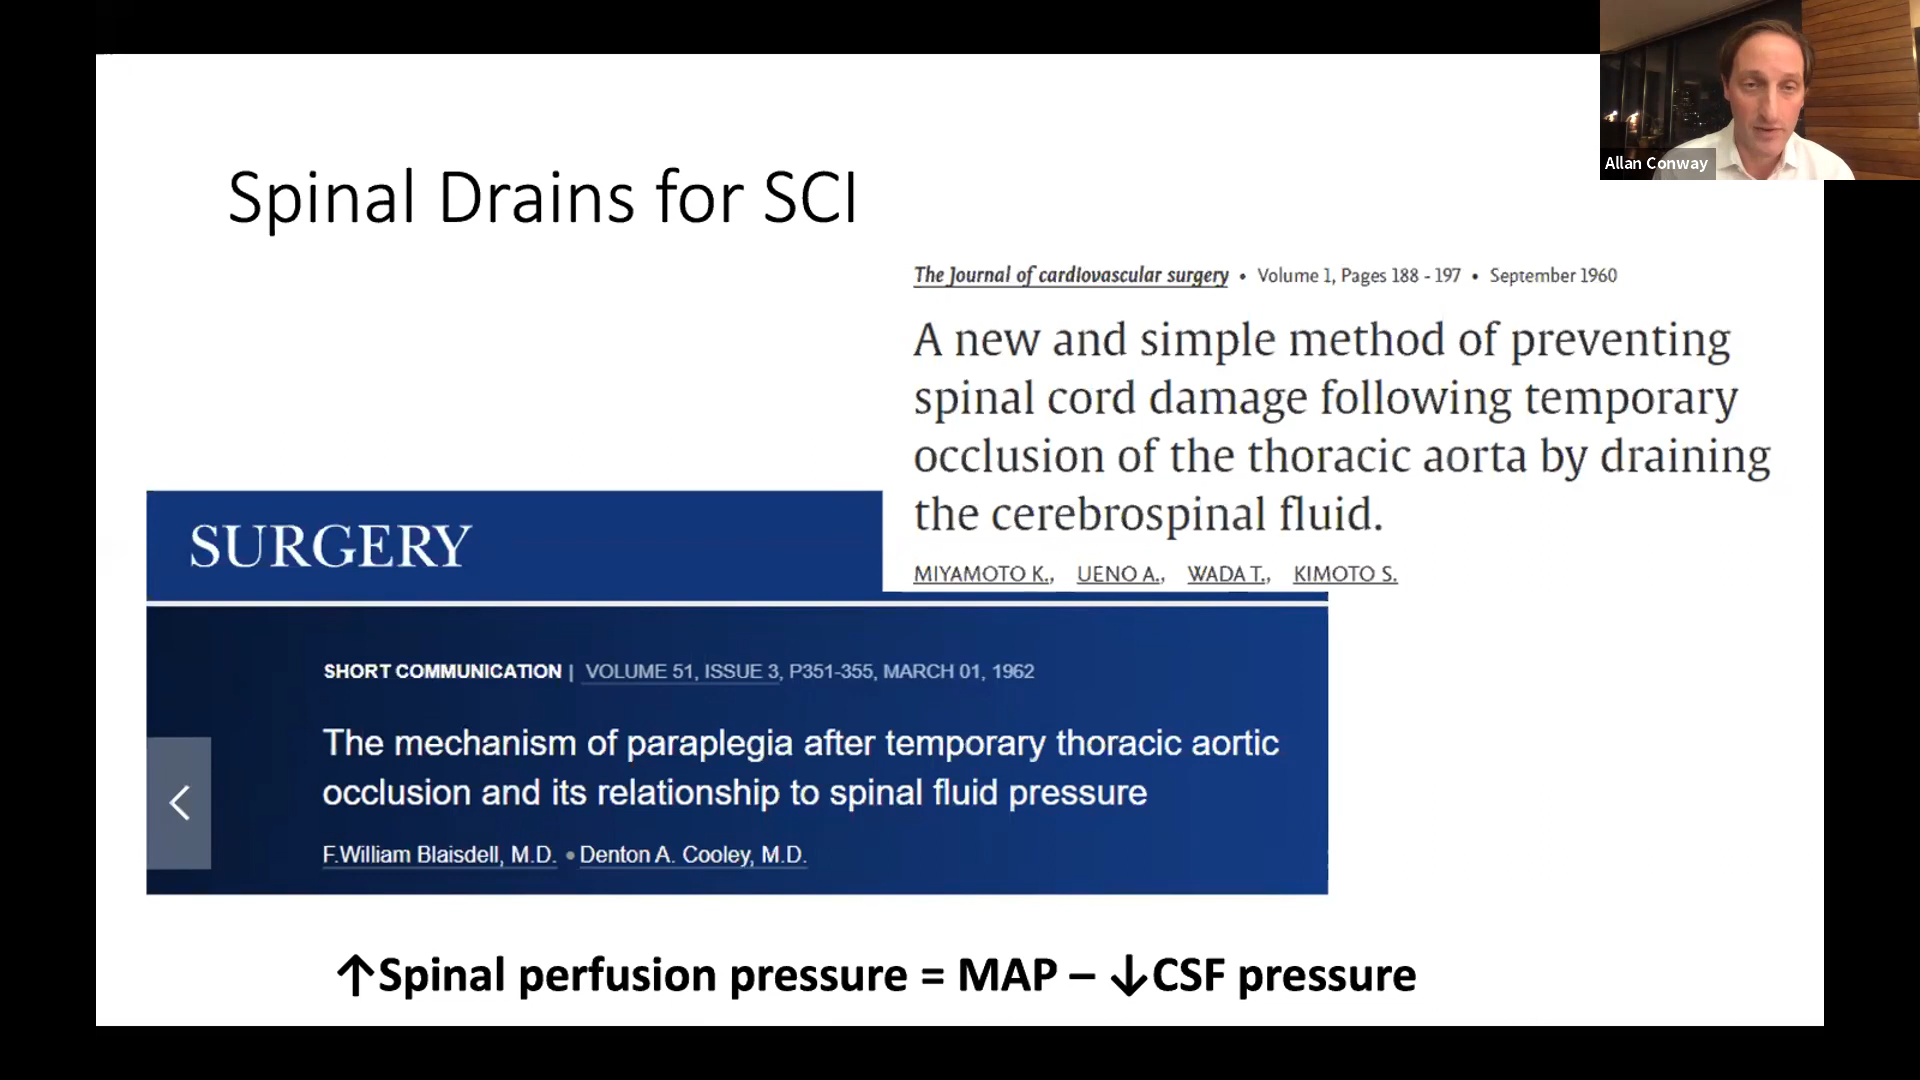 Allan Conway
Spinal Drains for SCI
The Journal of cardiovascular surgery • Volume 1, Pages 188 - 197 • September 1960
A new and simple method of preventing
spinal cord damage following temporary
occlusion of the thoracic aorta by draining
the cerebrospinal fluid.
MIYAMOTO K., UENO A., WADA T., KIMOTO S.
SURGERY
SHORT COMMUNICATION | VOLUME 51, ISSUE 3, P351-355, MARCH 01, 1962
The mechanism of paraplegia after temporary thoracic aortic
occlusion and its relationship to spinal fluid pressure
F.William Blaisdell, M.D. • Denton A. Cooley, M.D.
↑Spinal perfusion pressure = MAP – ↓CSF pressure